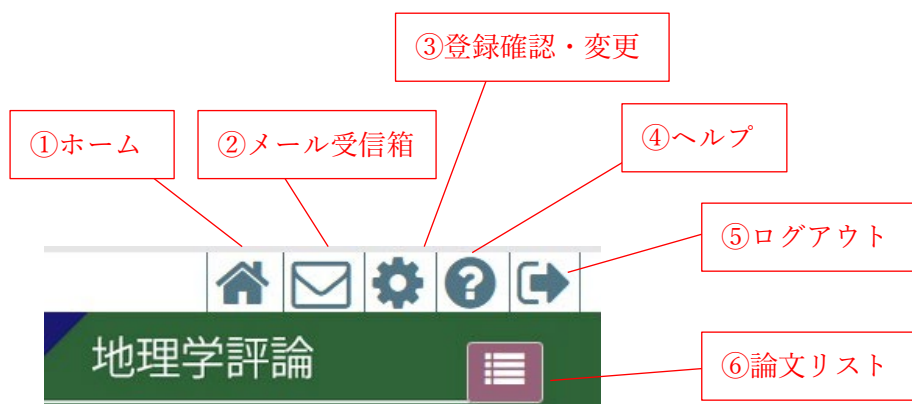 ③登録確認・変更
①ホーム
②メール受信箱
④ヘルプ
⑤ログアウト
地理学評論
⑥論文リスト